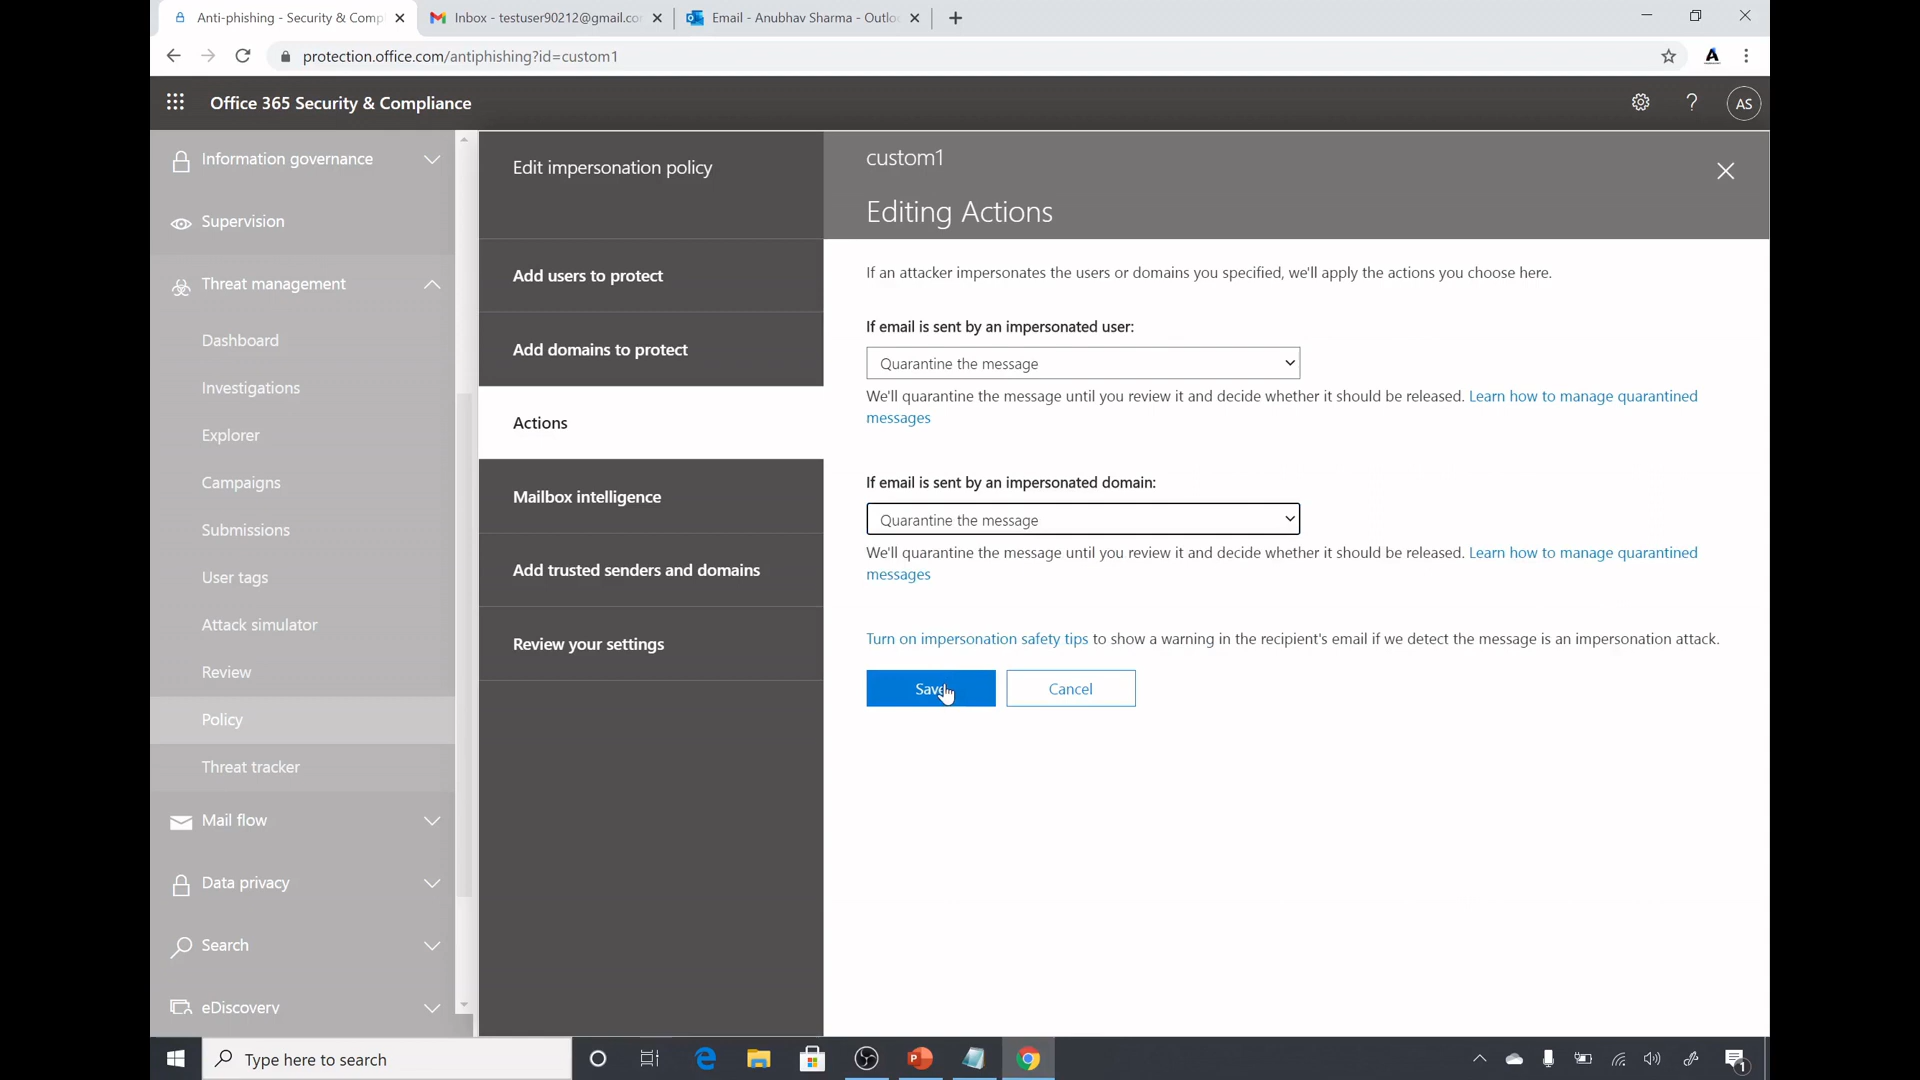 Anti-phishing - Security & Comp
Inbox - testuser90212@gmail.co
Email - Anubhav Sharma - Outlo
protection.office.com/antiphishing?id=custom1
Office 365 Security & Compliance
AS
Information governance
Supervision
Threat management
Dashboard
Investigations
Explorer
Campaigns
Submissions
User tags
Attack simulator
Review
Policy
Threat tracker
Mail flow
Data privacy
Search
eDiscovery
Edit impersonation policy
Add users to protect
Add domains to protect
Actions
Mailbox intelligence
Add trusted senders and domains
Review your settings
custom1
Editing Actions
If an attacker impersonates the users or domains you specified, we'll apply the actions you choose here.
If email is sent by an impersonated user:
Quarantine the message
We'll quarantine the message until you review it and decide whether it should be released. Learn how to manage quarantined
messages
If email is sent by an impersonated domain:
Quarantine the message
We'll quarantine the message until you review it and decide whether it should be released. Learn how to manage quarantined
messages
Turn on impersonation safety tips to show a warning in the recipient's email if we detect the message is an impersonation attack.
Save
Cancel
Type here to search
1